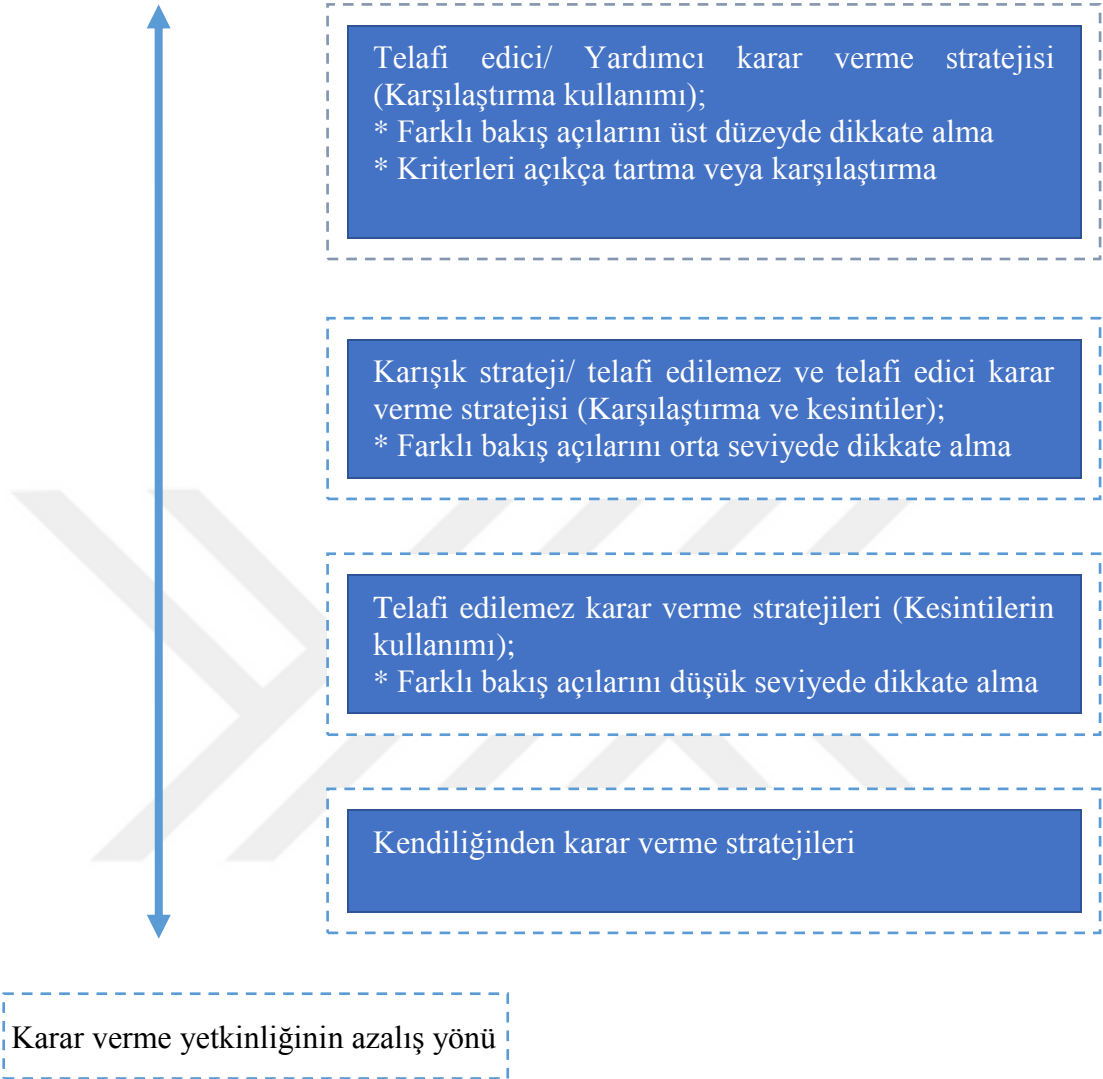 Telafi edici/ Yardımcı karar verme stratejisi
(Karşılaştırma kullanımı);
* Farklı bakış açılarını üst düzeyde dikkate alma
* Kriterleri açıkça tartma veya karşılaştırma
Karışık strateji/ telafi edilemez ve telafi edici karar
verme stratejisi (Karşılaştırma ve kesintiler);
* Farklı bakış açılarını orta seviyede dikkate alma
Telafi edilemez karar verme stratejileri (Kesintilerin
kullanımı);
* Farklı bakış açılarını düşük seviyede dikkate alma
Kendiliğinden karar verme stratejileri
Karar verme yetkinliğinin azalış yönü